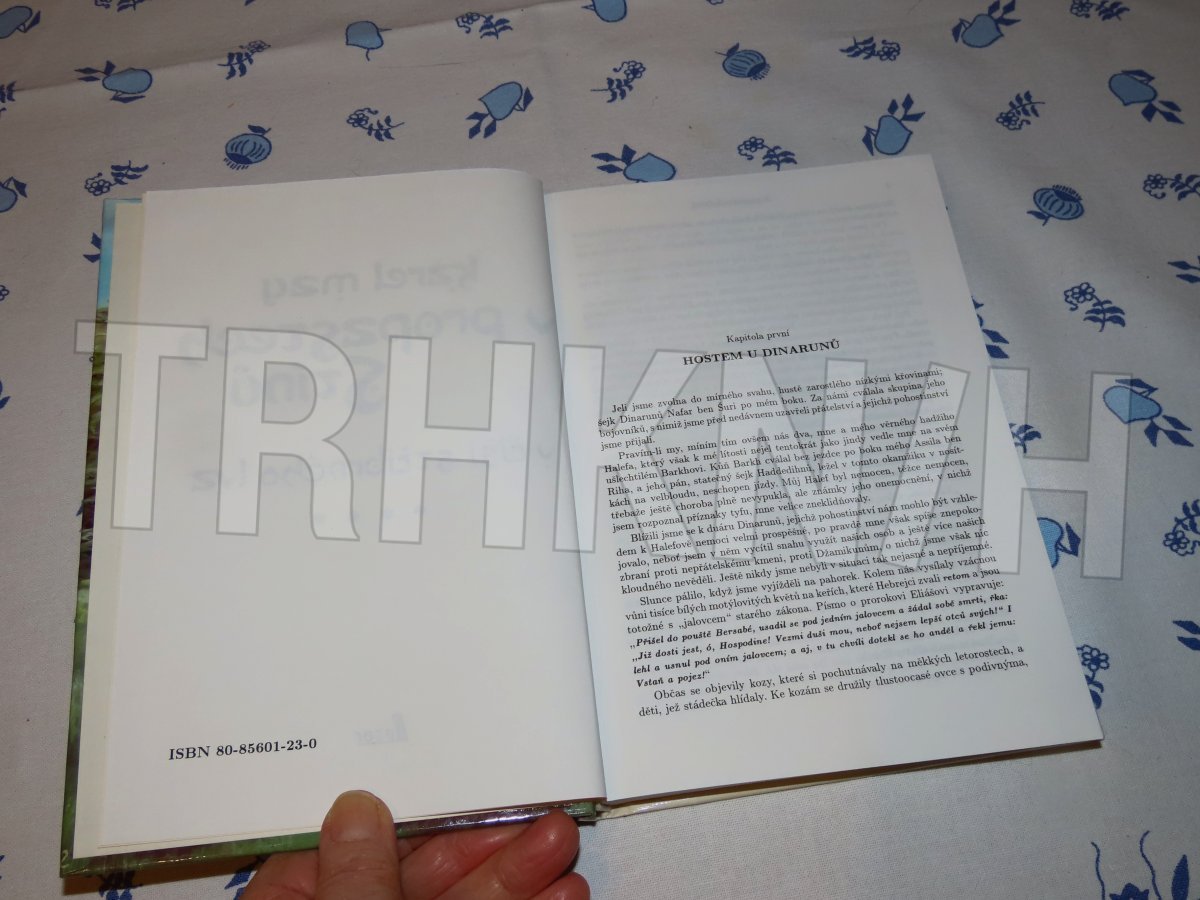 ISBN 80-85601-23-0
Kapitola první
HOSTEM U DINARUNŮ
Jeli jsme zvolna do mírného svahu, hustě zarostlého nízkými křovinami;
šejk Dinarunů Nafar ben Šuri po mém boku. Za námi cválala skupina jeho
bojovníků, s nimiž jsme před nedávnem uzavřeli přátelství a jejichž pohostinství
jsme přijali.
Pravím-li my, míním tím ovšem nás dva, mne a mého věrného hadžiho
Halefa, který však k mé lítosti nejel tentokrát jako jindy vedle mne na svém
ušlechtilém Barkhovi. Kůň Barkh cválal bez jezdce po boku mého Assila ben
Riha, a jeho pán, statečný šejk Haddedihnů, ležel v tomto okamžiku v nosít-
kách na velbloudu, neschopen jízdy. Můj Halef byl nemocen, těžce nemocen,
třebaže ještě choroba plně nevypukla, ale známky jeho onemocnění, v nichž
jsem rozpoznal příznaky tyfu, mne velice zneklidňovaly.
Blížili jsme se k duáru Dinarunů, jejichž pohostinství nám mohlo být vzhle-
dem k Halefově nemoci velmi prospěšné, po pravdě mne však spíše znepoko-
jovalo, neboť jsem v něm vycítil snahu využít našich osob a ještě více našich
zbraní proti nepřátelskému kmeni, proti Džamikunům, o nichž jsme však nic
kloudného nevěděli. Ještě nikdy jsme nebyli v situaci tak nejasné a nepříjemné.
Slunce pálilo, když jsme vyjížděli na pahorek. Kolem nás vysílaly vzácnou
vůni tisíce bílých motýlovitých květů na keřích, které Hebrejci zvali retom a jsou
totožné s „jalovcem“ starého zákona. Písmo o prorokovi Eliášovi vypravuje:
„Přišel do pouště Bersabé, usadil se pod jedním jalovcem a šádal sobě smrti, řka:
„Již dosti jest, ó, Hospodine! Vezmi duši mou, neboť nejsem lepší otců svých!“ I
lehl a usnul pod oním jalovcem; a aj, v tu chvíli dotekl se ho anděl a řekl jemu:
Vstaň a pojez!“
Občas se objevily kozy, které si pochutnávaly na měkkých letorostech, a
děti, jež stádečka hlídaly. Ke kozám se družily tlustoocasé ovce s podivnýma,
TRHKNIH